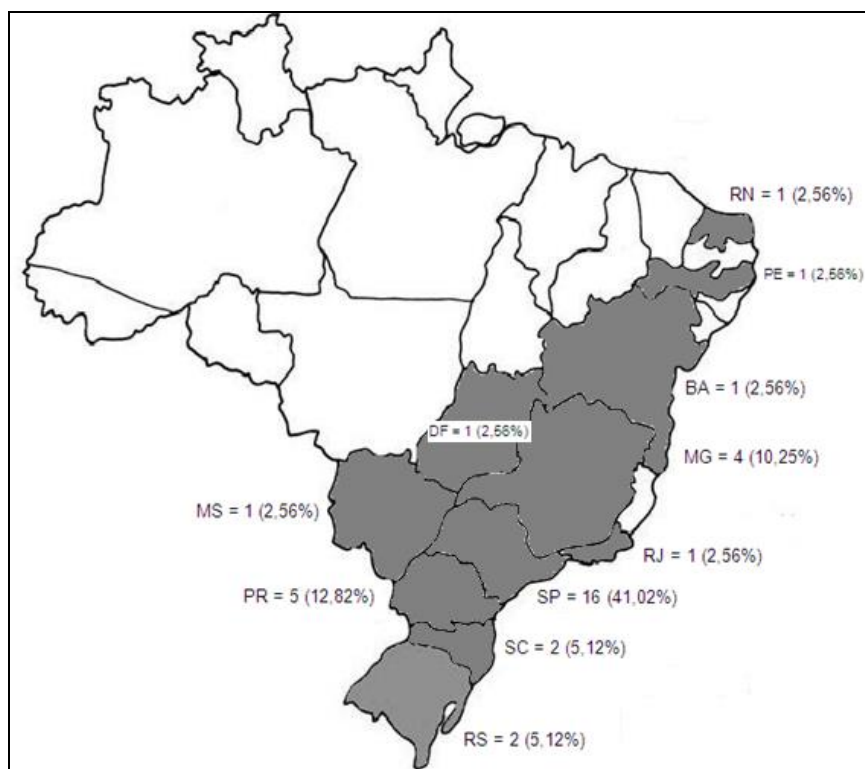 RN = 1 (2,56%)
PE = 1 (2,56%)
BA = 1 (2,56%)
DF = 1 (2,56%)
MG = 4 (10,25%)
MS = 1 (2,56%)
RJ = 1 (2,56%)
PR = 5 (12,82%)
SP = 16 (41,02%)
SC = 2 (5,12%)
RS = 2 (5,12%)